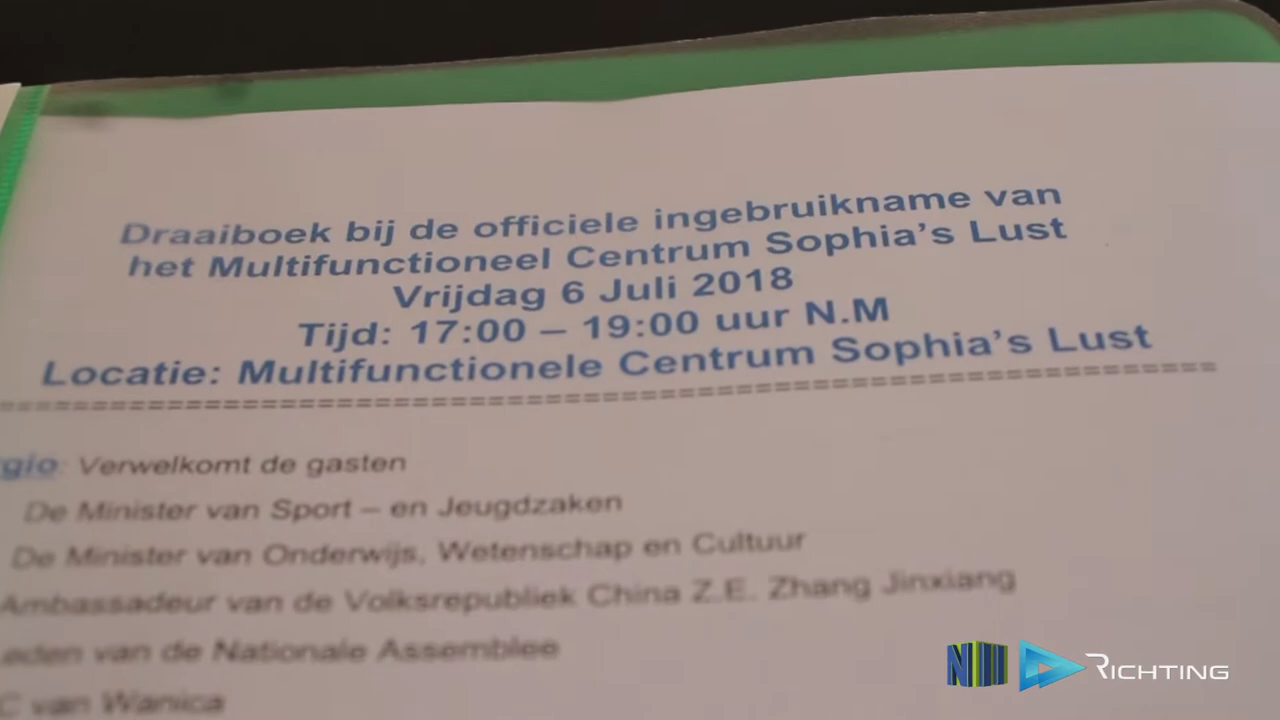 Draaiboek bij de officiele ingebruikname van
het Multifunctioneel Centrum Sophia's Lust
Vrijdag 6 Juli 2018
Tijd: 17:00 – 19:00 uur N.M
Locatie: Multifunctionele Centrum Sophia's Lust
gio: Verwelkomt de gasten
De Minister van Sport – en Jeugdzaken
De Minister van Onderwijs, Wetenschap en Cultuur
Ambassadeur van de Volksrepubliek China Z.E. Zhang Jinxiang
eden van de Nationale Assemblee
C van Wanica
RICHTING